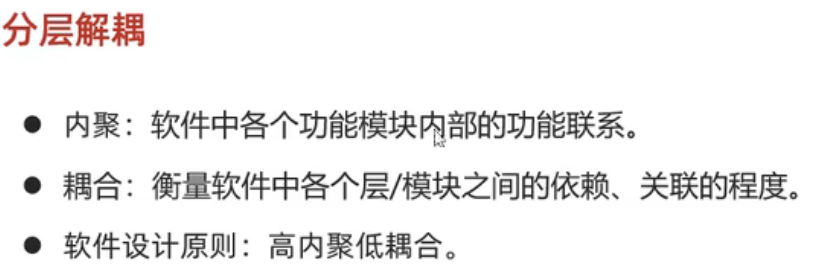 分层解耦
● 内聚：软件中各个功能模块内部的功能联系。
● 耦合：衡量软件中各个层/模块之间的依赖、关联的程度。
● 软件设计原则：高内聚低耦合。